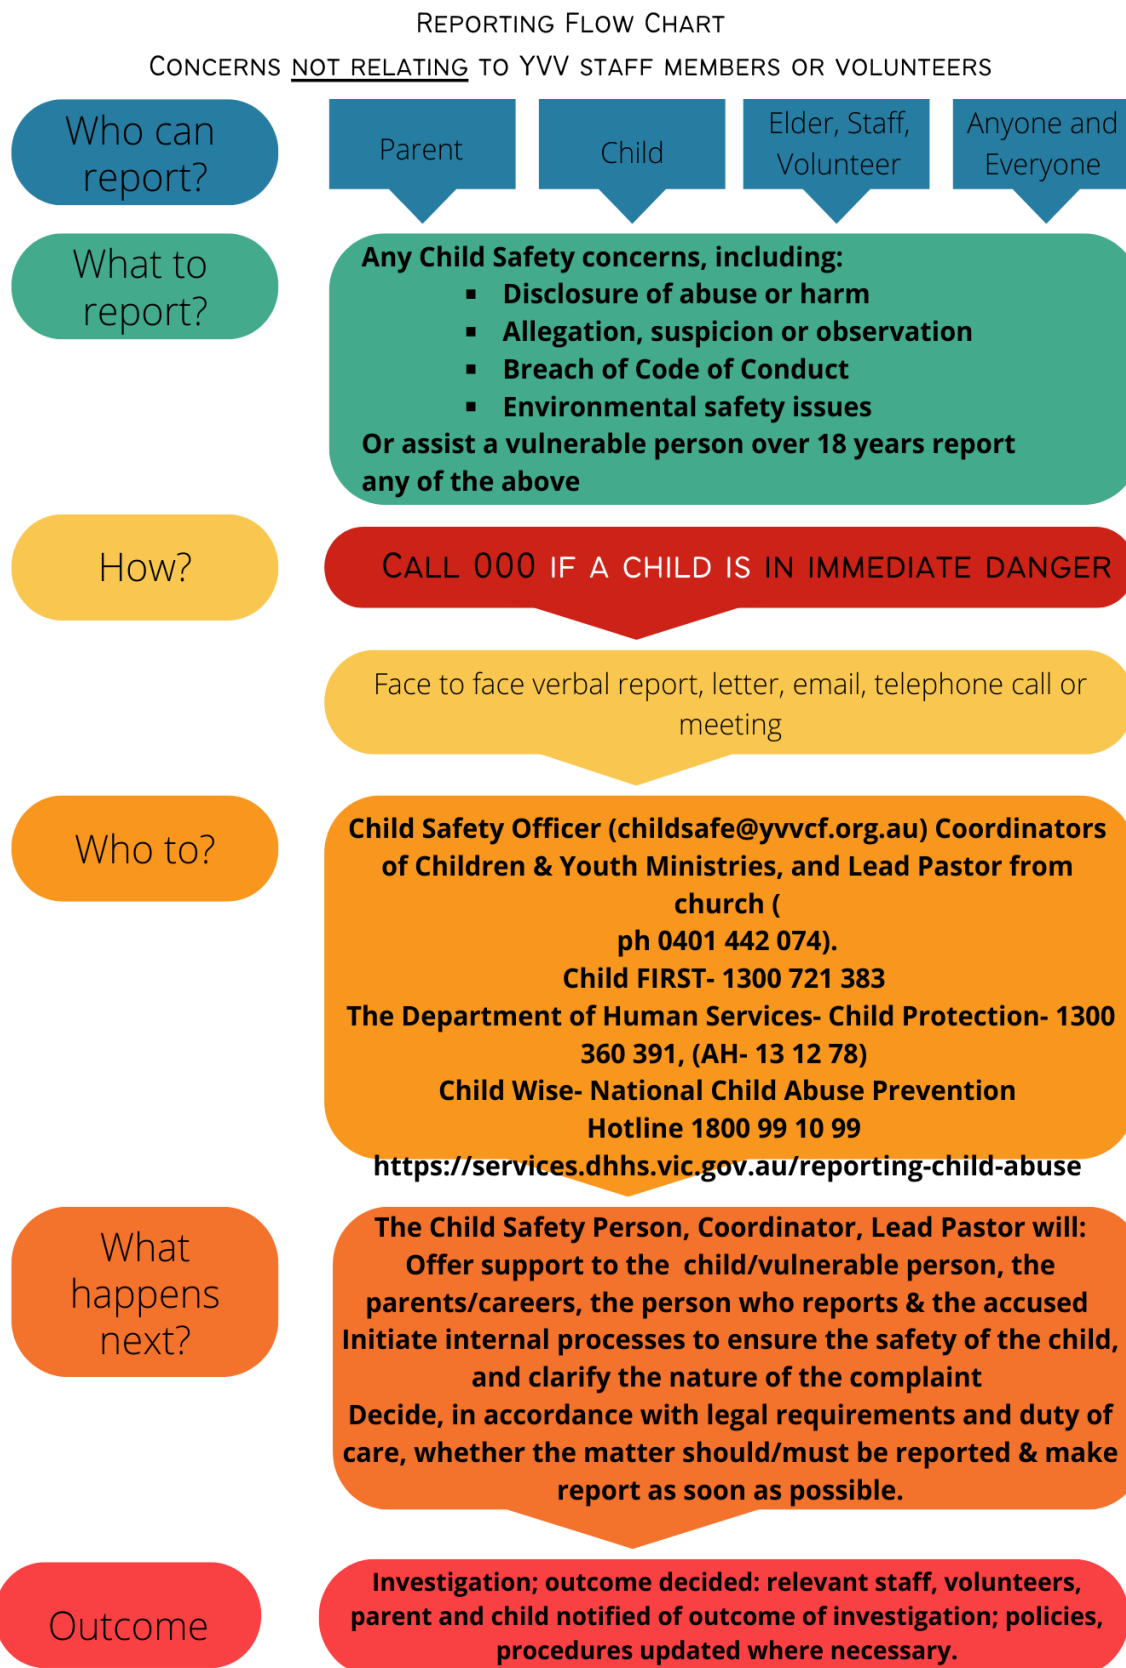 Reporting Flow Chart
Concerns not relating to YVV staff members or volunteers
Who can
report?
Parent
Child
Elder, Staff,
Volunteer
Anyone and
Everyone
What to
report?
Any Child Safety concerns, including:
▪ Disclosure of abuse or harm
▪ Allegation, suspicion or observation
▪ Breach of Code of Conduct
▪ Environmental safety issues
Or assist a vulnerable person over 18 years report
any of the above
How?
Call 000 if a child is in immediate danger
Face to face verbal report, letter, email, telephone call or
meeting
Who to?
Child Safety Officer (childsafe@yvvcf.org.au) Coordinators
of Children & Youth Ministries, and Lead Pastor from
church (
ph 0401 442 074).
Child FIRST- 1300 721 383
The Department of Human Services- Child Protection- 1300
360 391, (AH- 13 12 78)
Child Wise- National Child Abuse Prevention
Hotline 1800 99 10 99
https://services.dhhs.vic.gov.au/reporting-child-abuse
What
happens
next?
The Child Safety Person, Coordinator, Lead Pastor will:
Offer support to the child/vulnerable person, the
parents/careers, the person who reports & the accused
Initiate internal processes to ensure the safety of the child,
and clarify the nature of the complaint
Decide, in accordance with legal requirements and duty of
care, whether the matter should/must be reported & make
report as soon as possible.
Outcome
Investigation; outcome decided: relevant staff, volunteers,
parent and child notified of outcome of investigation; policies,
procedures updated where necessary.